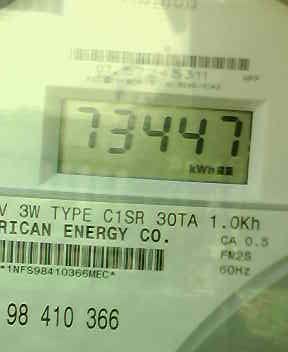 73447
kWh
V 3W TYPE C1SR 30TA 1.0Kh
RICAN ENERGY CO.
CA 0.5
FM2S
60Hz
*1NFS98410366MEC*
98 410 366